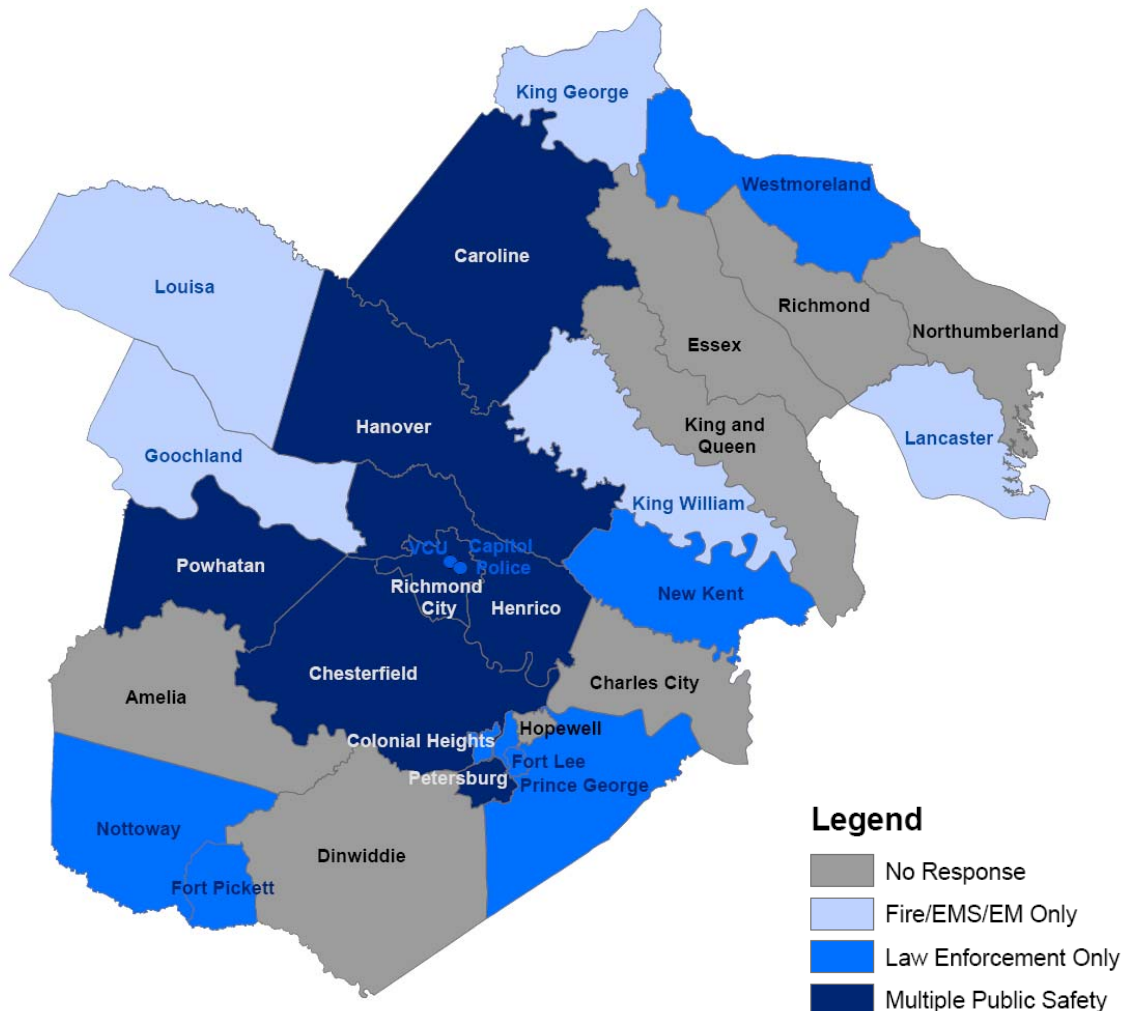 King George
Westmoreland
Caroline
Louisa
Richmond
Northumberland
Essex
Hanover
King and
Queen
Lancaster
Goochland
King William
VCU
Capitol
Police
Powhatan
Richmond
City
Henrico
New Kent
Chesterfield
Charles City
Amelia
Hopewell
Colonial Heights
Fort Lee
Petersburg
Prince George
Nottoway
Dinwiddie
Fort Pickett
Legend
No Response
Fire/EMS/EM Only
Law Enforcement Only
Multiple Public Safety